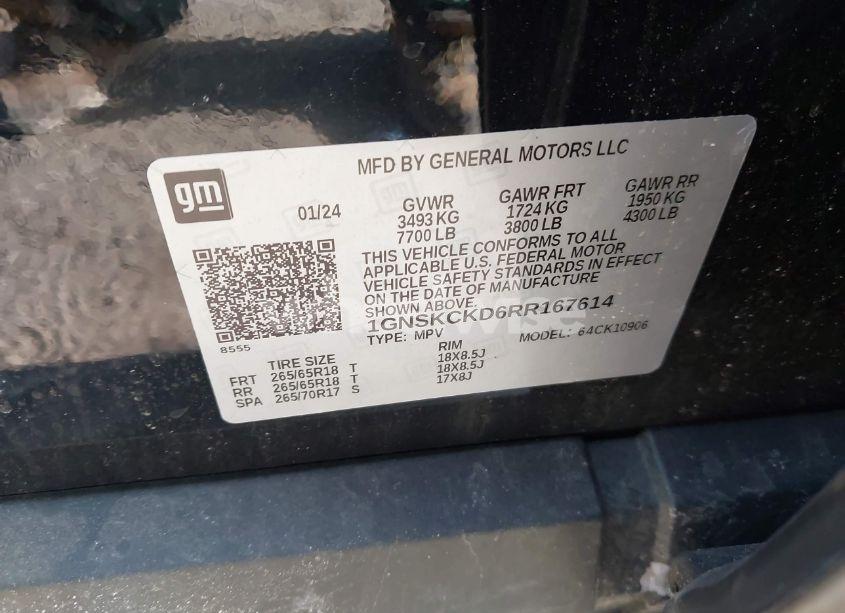 MFD BY GENERAL MOTORS LLC
gm
01/24
GVWR
3493 KG
7700 LB
GAWR FRT
1724 KG
3800 LB
GAWR RR
1950 KG
4300 LB
THIS VEHICLE CONFORMS TO ALL
APPLICABLE U.S. FEDERAL MOTOR
VEHICLE SAFETY STANDARDS IN EFFECT
ON THE DATE OF MANUFACTURE
SHOWN ABOVE.
1GNSKCKD6RR167614
TYPE: MPV
MODEL: 64CK10906
8555
TIRE SIZE RIM
FRT 265/65R18 T 18X8.5J
RR 265/65R18 T 18X8.5J
SPA 265/70R17 S 17X8J